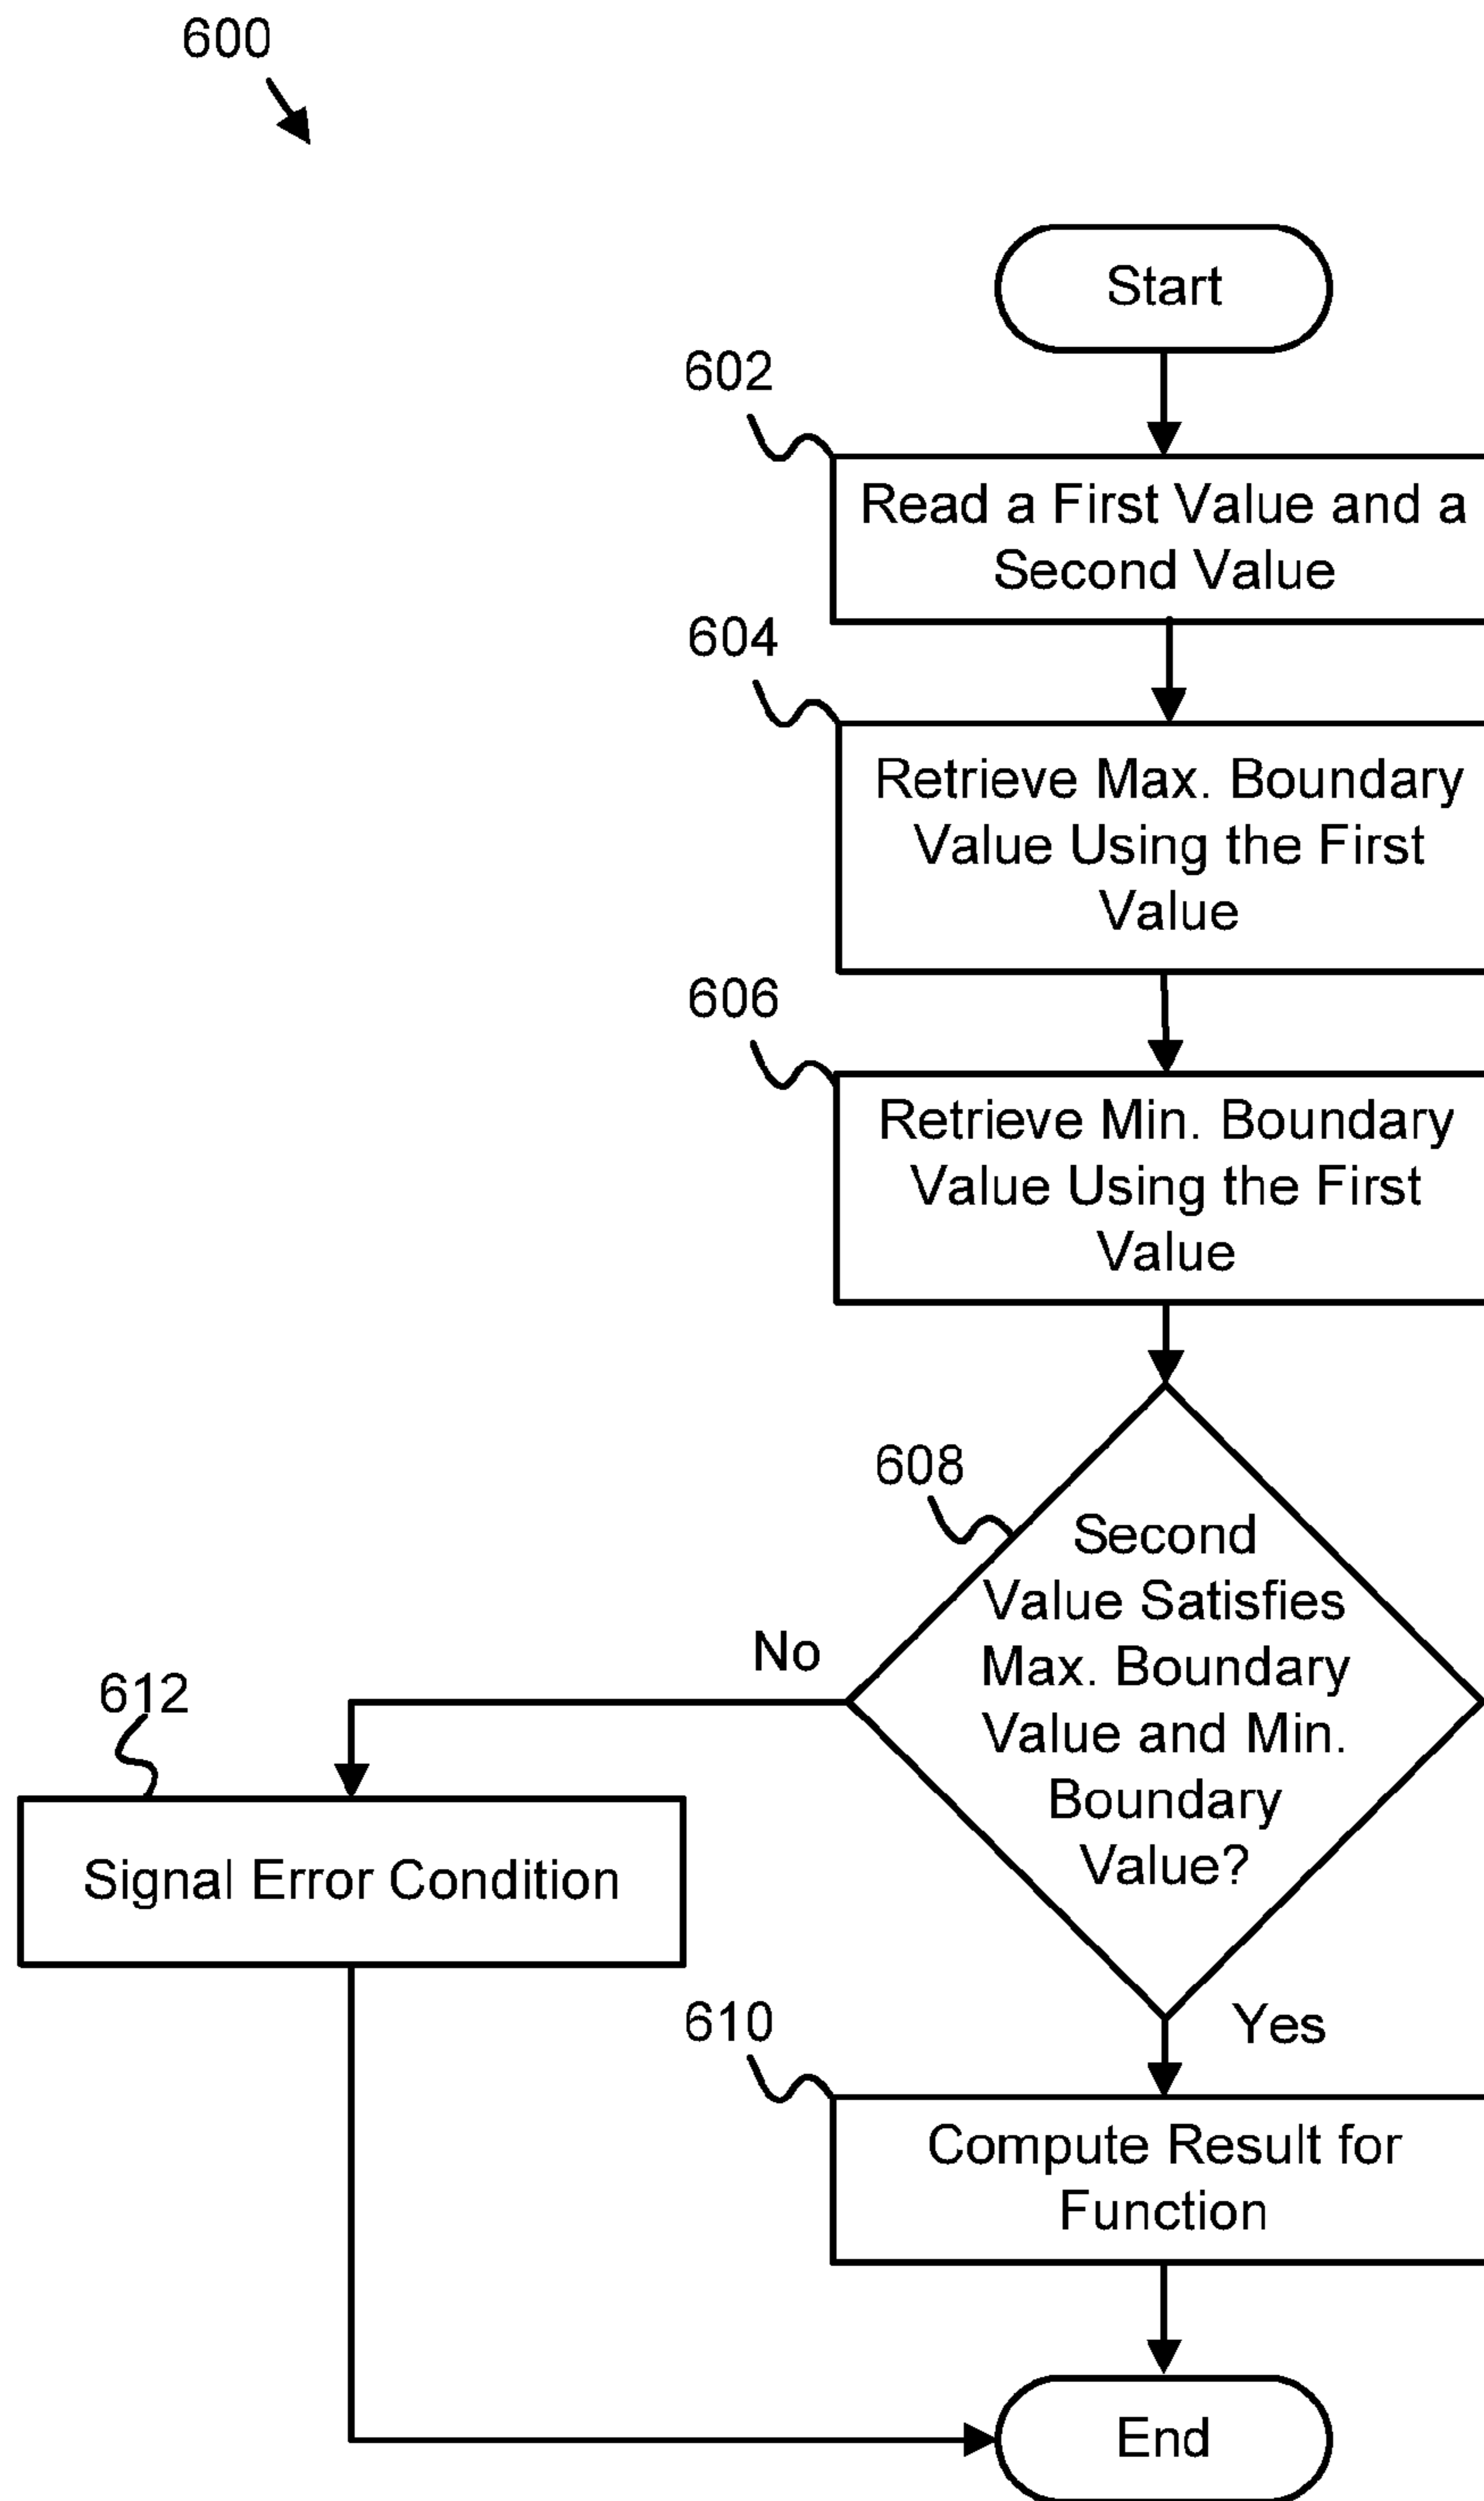 600
Start
602
Read a First Value and a
Second Value
604
Retrieve Max. Boundary
Value Using the First
Value
606
Retrieve Min. Boundary
Value Using the First
Value
608
Second
Value Satisfies
Max. Boundary
Value and Min.
Boundary
Value?
No
612
Signal Error Condition
610
Yes
Compute Result for
Function
End